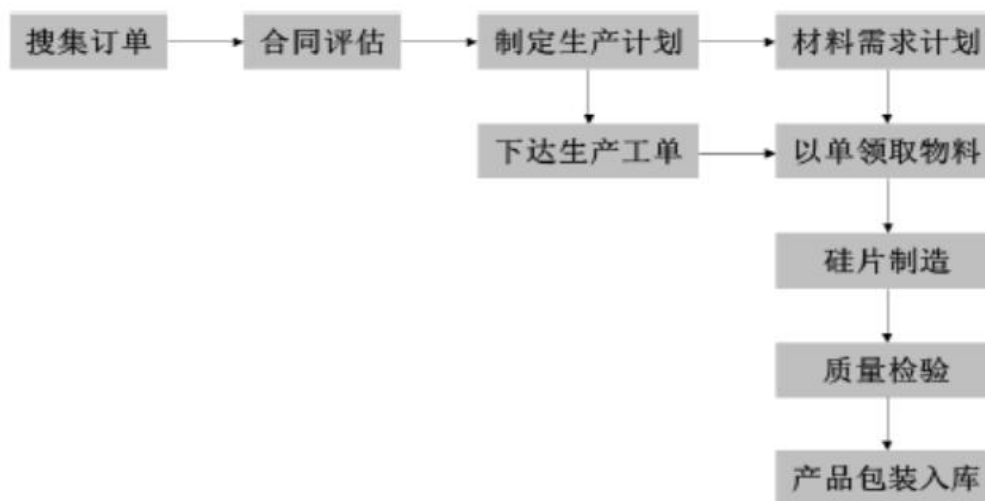 搜集订单
合同评估
制定生产计划
材料需求计划
下达生产工单
以单领取物料
硅片制造
质量检验
产品包装入库